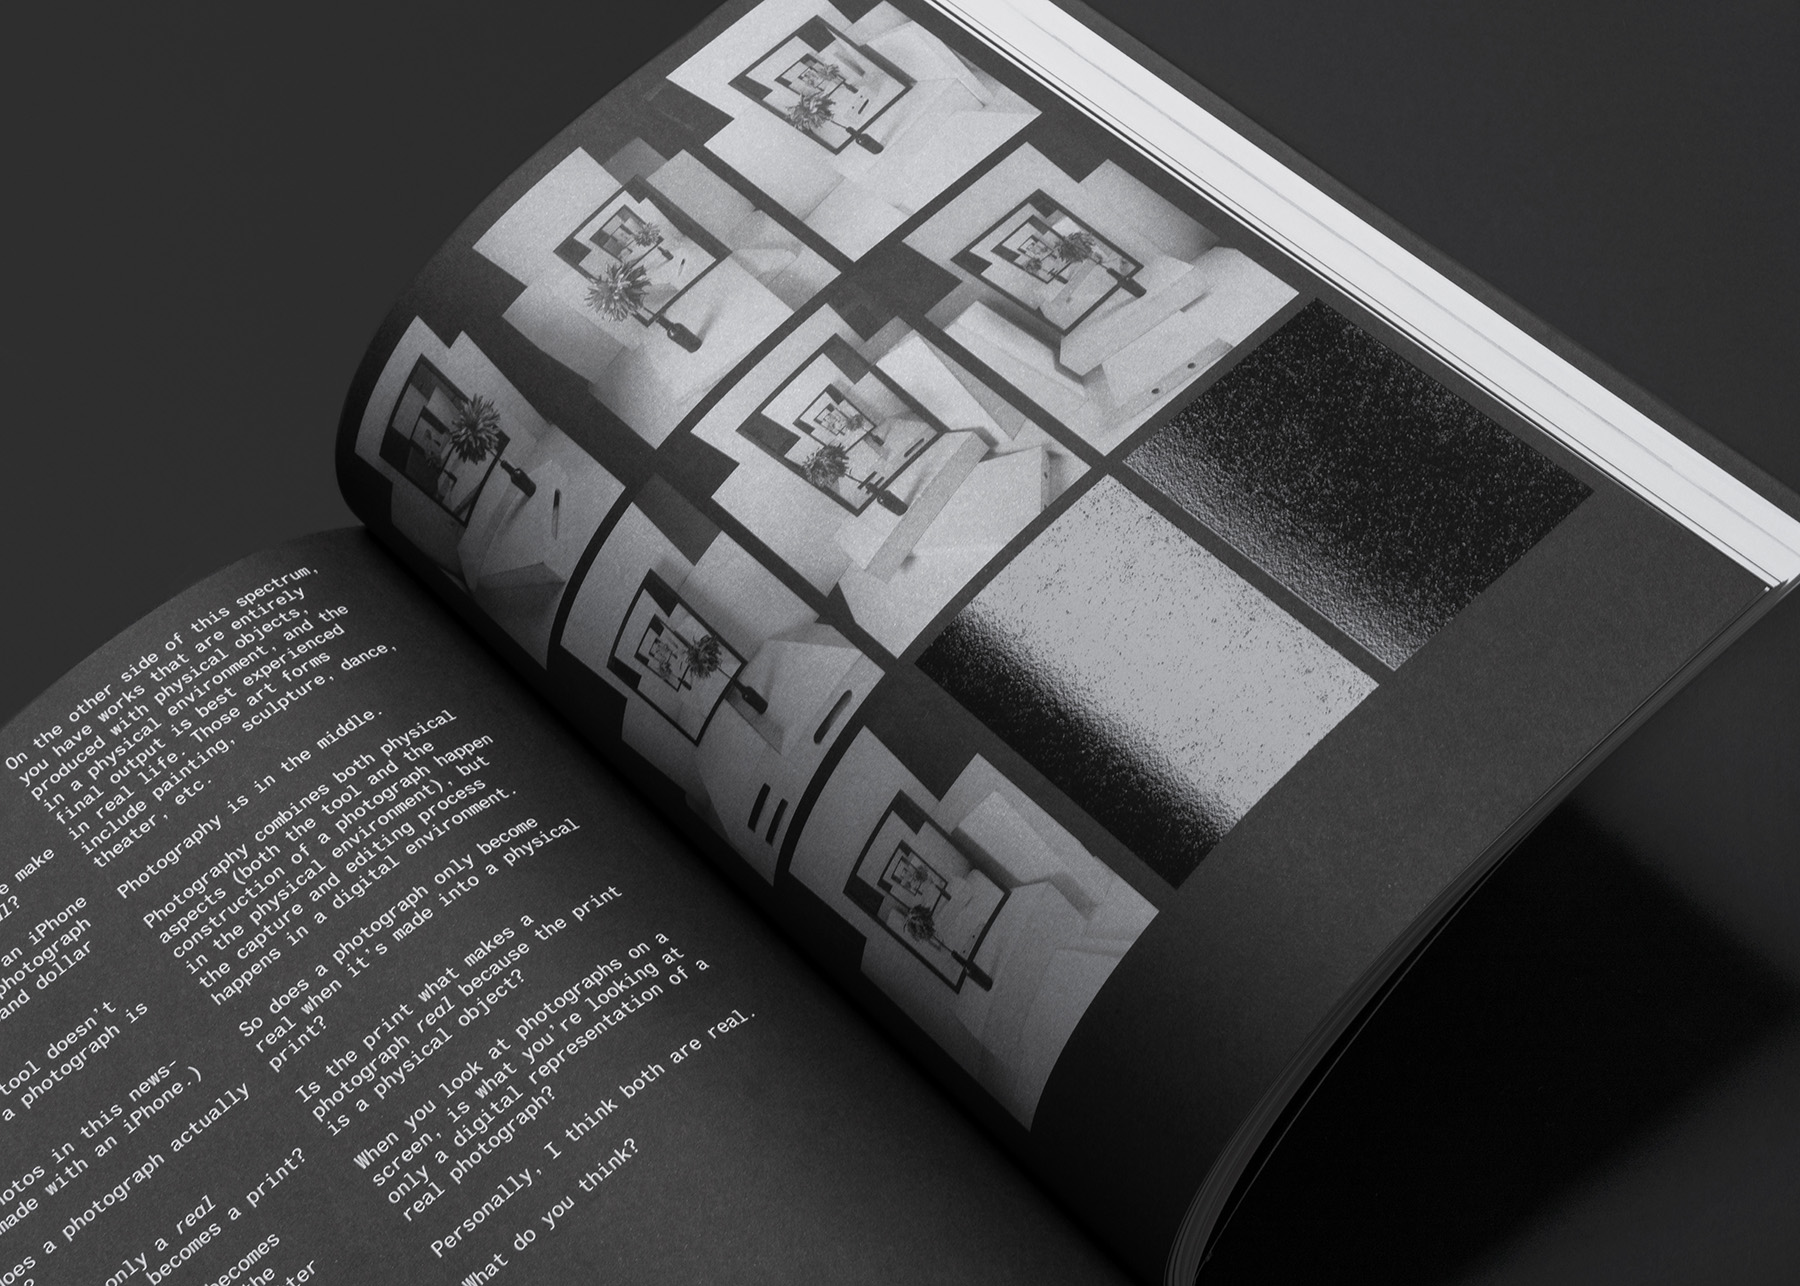 make
an iPhone
photograph
and dollar
tool doesn't
a photograph is
in this news-
made with an iPhone.)
a photograph actually
only a real
becomes a print?
becomes
the
On the other side of this spectrum,
you have works that are entirely
produced with physical objects,
in a physical environment, and the
final output is best experienced
in real life. Those art forms
include painting, sculpture, dance,
theater, etc.
Photography is in the middle.
Photography combines both physical
aspects (both the tool and the
construction of a photograph happen
in the physical environment), but
the capture and editing process
happens in a digital environment.
So does a photograph only become
real when it's made into a physical
print?
Is the print what makes a
photograph real because the print
is a physical object?
When you look at photographs on a
screen, is what you're looking at
only a digital representation of a
real photograph?
Personally, I think both are real.
What do you think?